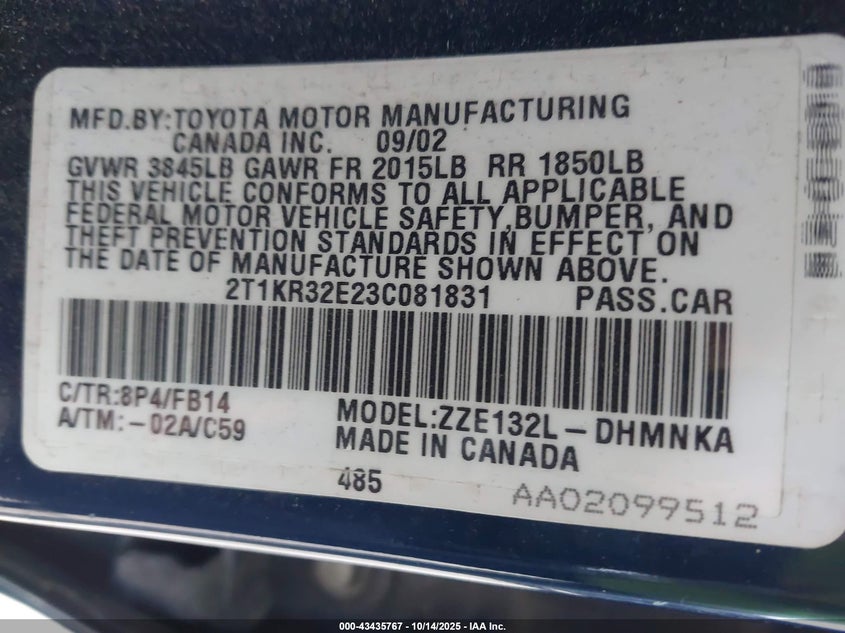 MFD.BY:TOYOTA MOTOR MANUFACTURING
CANADA INC. 09/02
GVWR 3845LB GAWR FR 2015LB RR 1850LB
THIS VEHICLE CONFORMS TO ALL APPLICABLE
FEDERAL MOTOR VEHICLE SAFETY,BUMPER, AND
THEFT PREVENTION STANDARDS IN EFFECT ON
THE DATE OF MANUFACTURE SHOWN ABOVE.
2T1KR32E23C081831 PASS.CAR
C/TR:8P4/FB14
A/TM:-02A/C59
MODEL:ZZE132L-DHMNKA
MADE IN CANADA
485
AA02099512
000-43435767 - 10/14/2025 - IAA Inc.